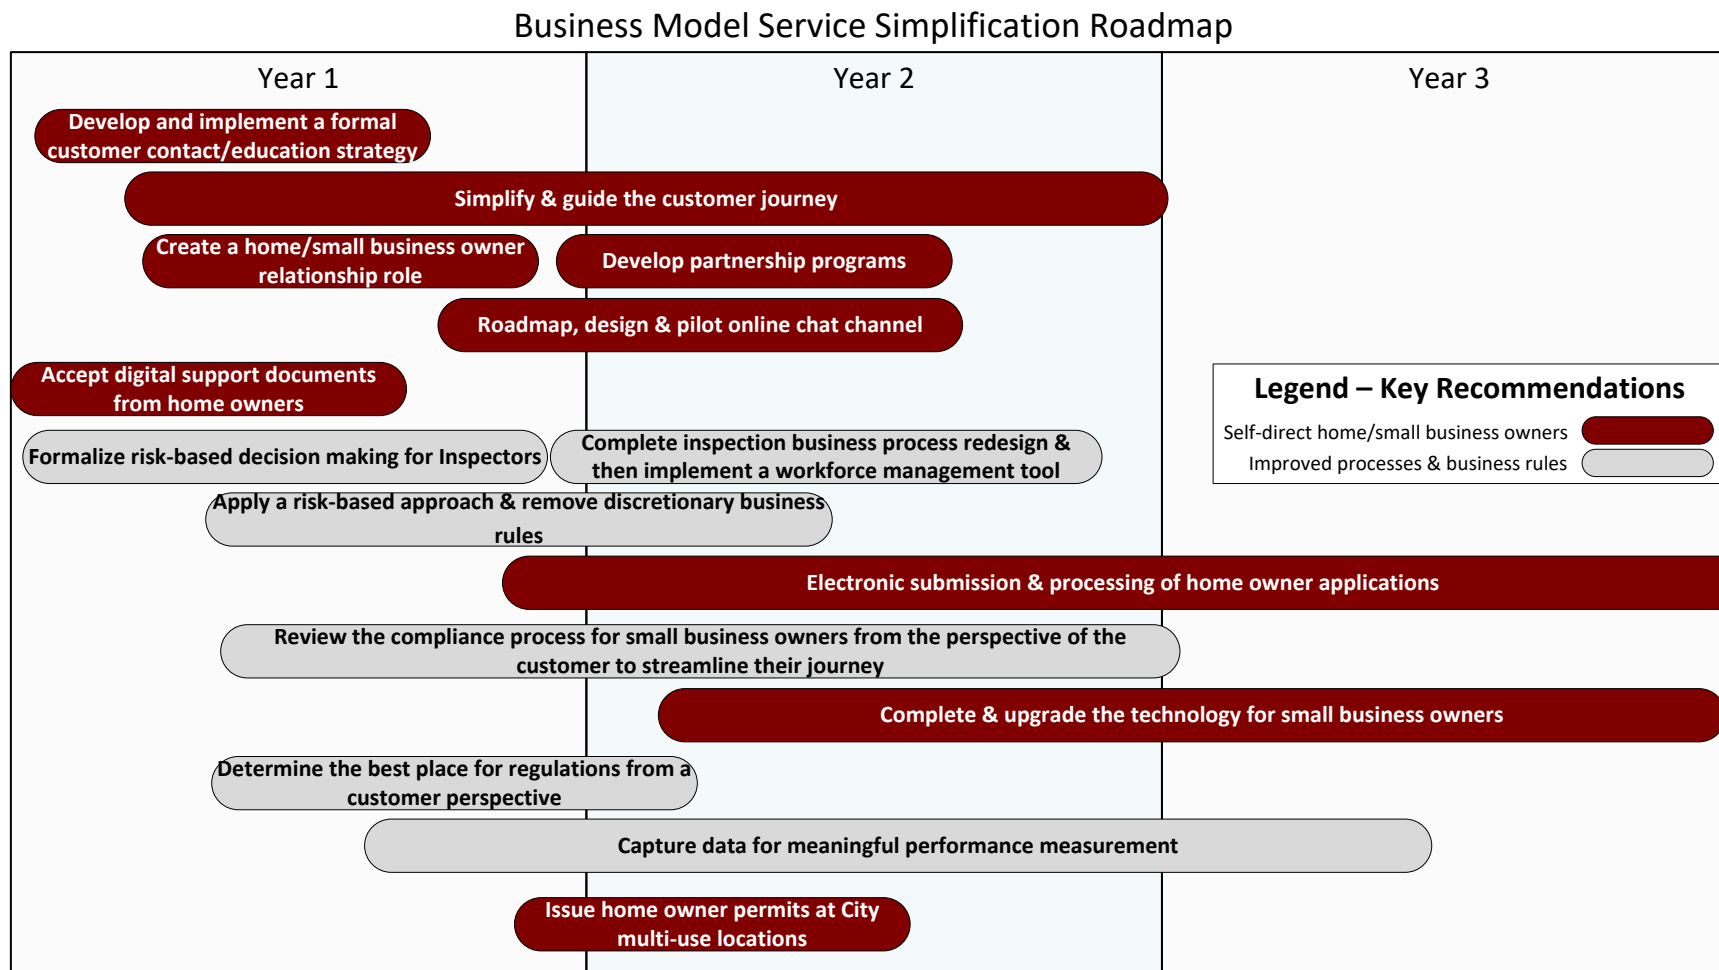 Business Model Service Simplification Roadmap
Year 1
Year 2
Year 3
Develop and implement a formal
customer contact/education strategy
Simplify & guide the customer journey
Create a home/small business owner
relationship role
Develop partnership programs
Roadmap, design & pilot online chat channel
Accept digital support documents
from home owners
Legend – Key Recommendations
Self-direct home/small business owners
Improved processes & business rules
Formalize risk-based decision making for Inspectors
Complete inspection business process redesign &
then implement a workforce management tool
Apply a risk-based approach & remove discretionary business
rules
Electronic submission & processing of home owner applications
Review the compliance process for small business owners from the perspective of the
customer to streamline their journey
Complete & upgrade the technology for small business owners
Determine the best place for regulations from a
customer perspective
Capture data for meaningful performance measurement
Issue home owner permits at City
multi-use locations